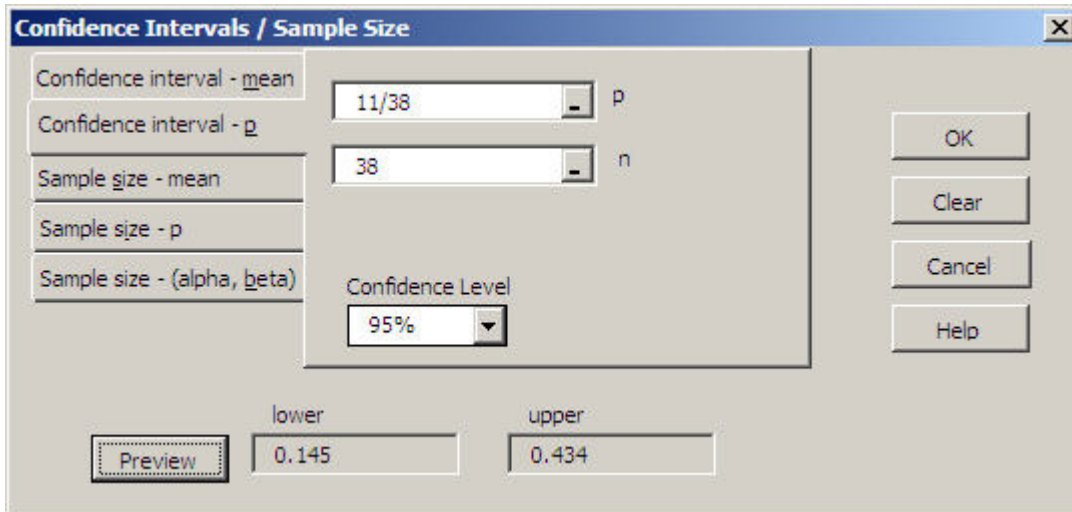 Confidence Intervals / Sample Size
Confidence interval - mean
Confidence interval - p
Sample size - mean
Sample size - p
Sample size - (alpha, beta)
11/38
p
38
n
Confidence Level
95%
OK
Clear
Cancel
Help
Preview
lower
0.145
upper
0.434